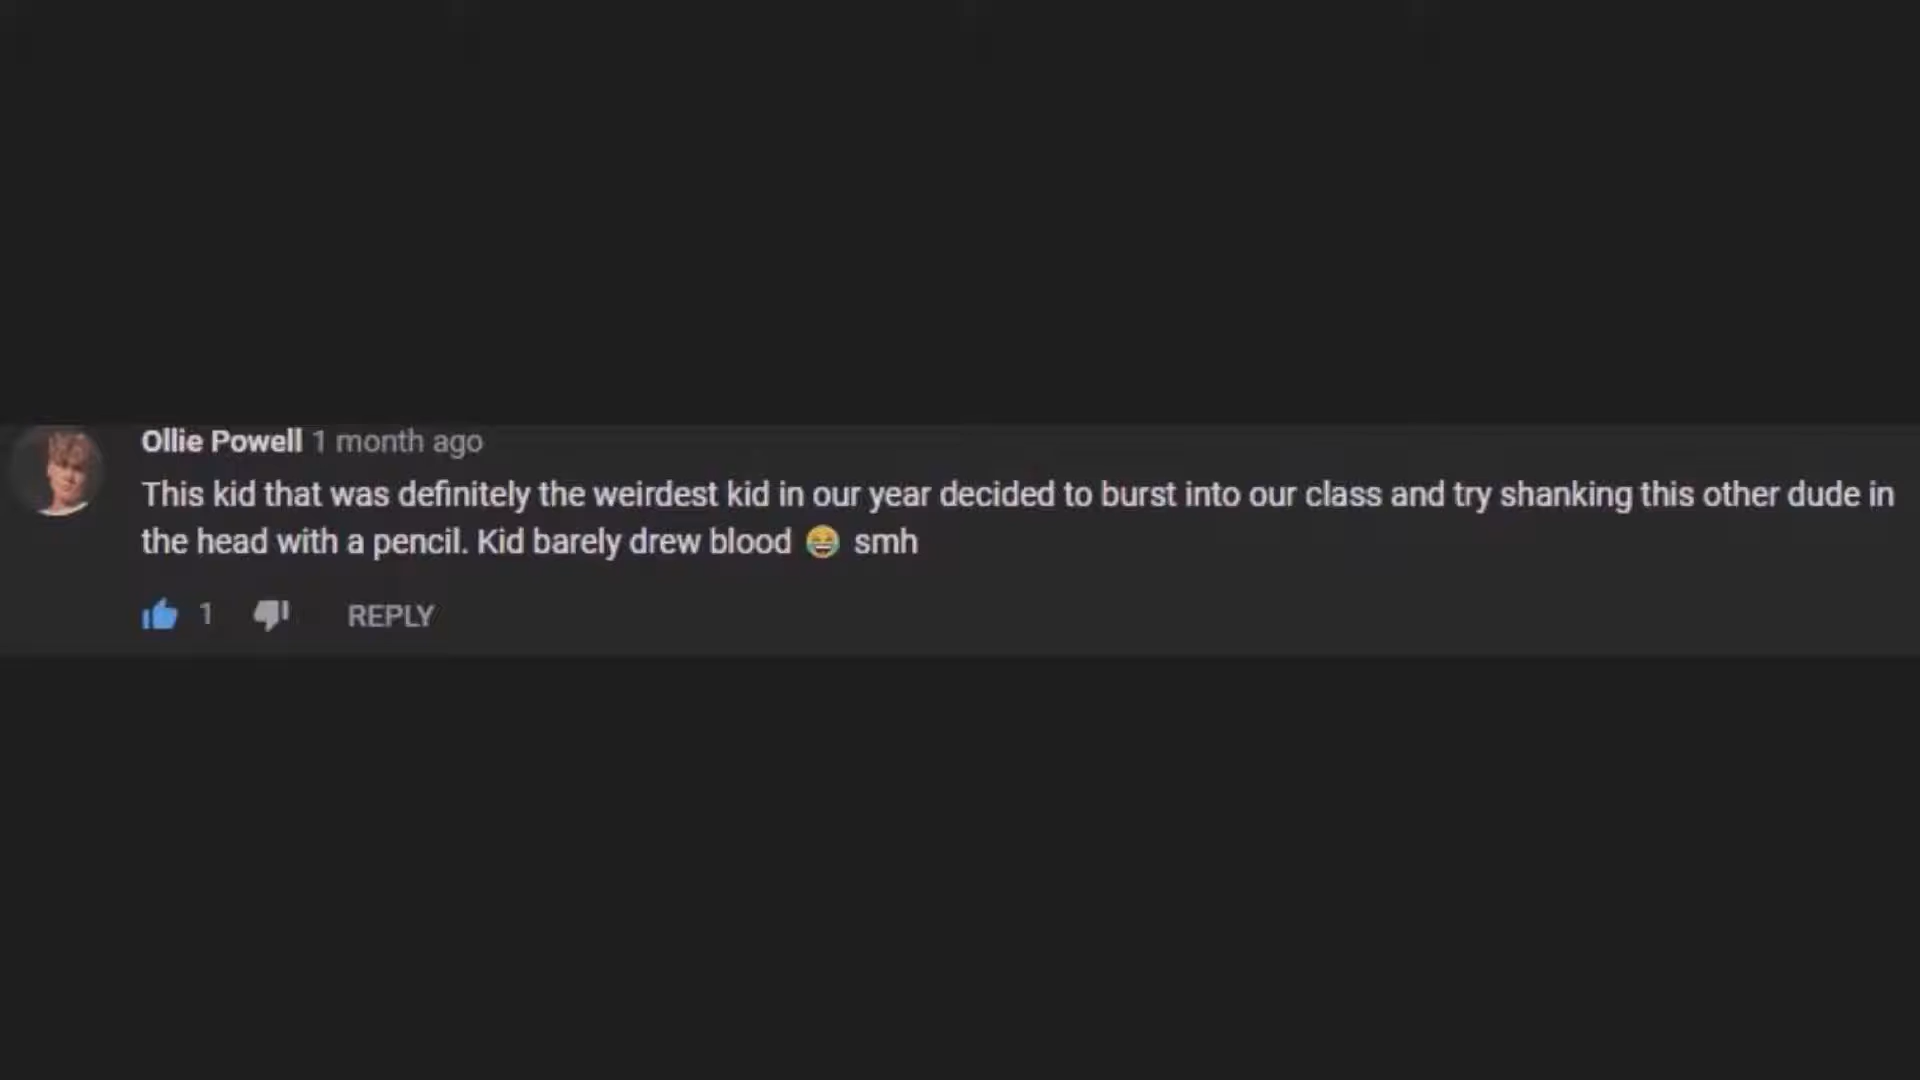 Ollie Powell 1 month ago
This kid that was definitely the weirdest kid in our year decided to burst into our class and try shanking this other dude in
the head with a pencil. Kid barely drew blood 😂 smh
1 REPLY